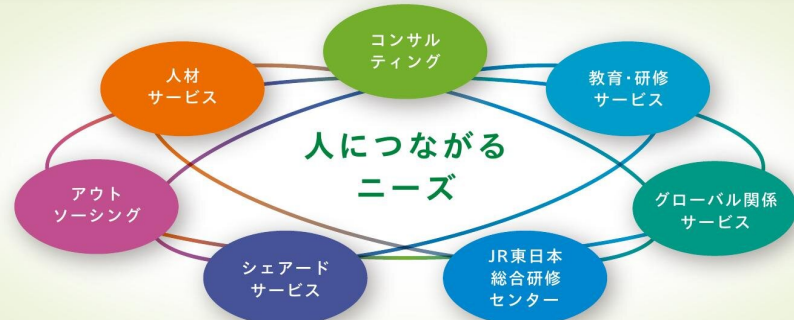 コンサル
ティング
人材
サービス
教育・研修
サービス
人につながる
ニーズ
アウト
ソーシング
グローバル関係
サービス
シェアード
サービス
JR東日本
総合研修
センター